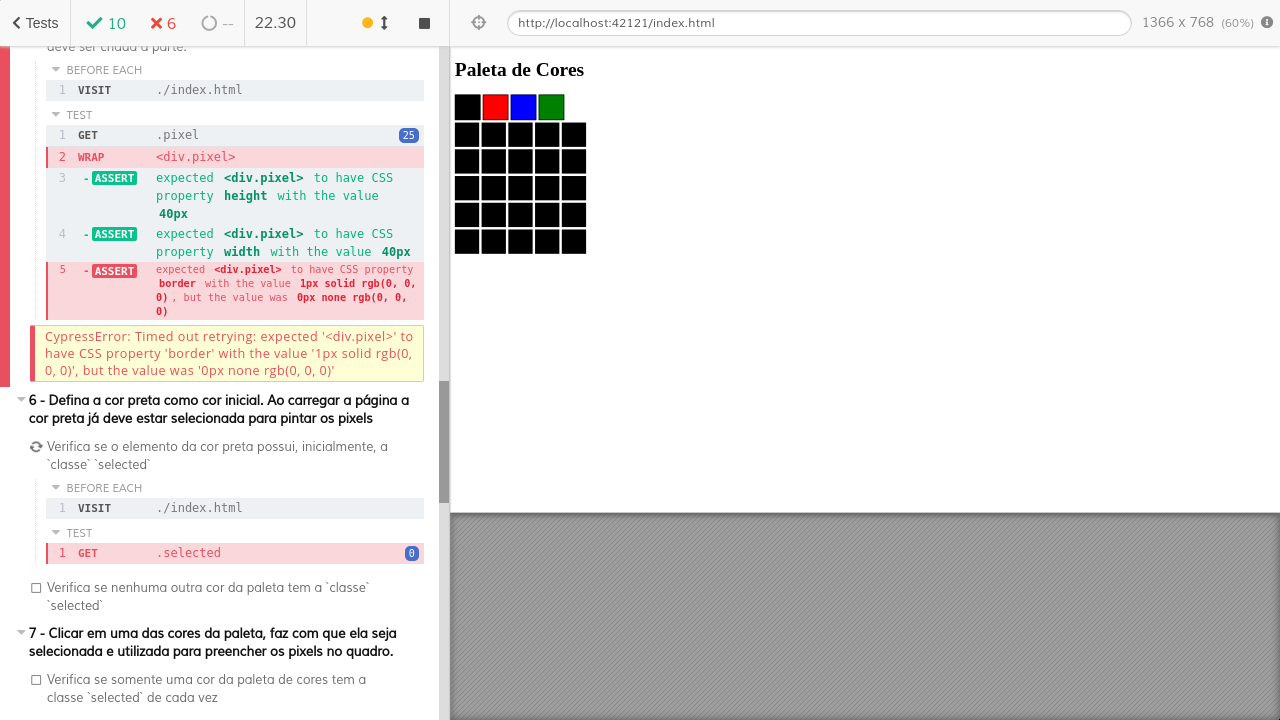 Tests
10
6
--
22.30
http://localhost:42121/index.html
1366 x 768 (60%)
deve ser criada a parte.
BEFORE EACH
1 VISIT ./index.html
TEST
1 GET .pixel 25
2 WRAP <div.pixel>
3 -ASSERT expected <div.pixel> to have CSS
property height with the value
40px
4 -ASSERT expected <div.pixel> to have CSS
property width with the value 40px
5 -ASSERT expected <div.pixel> to have CSS property
border with the value 1px solid rgb(0, 0,
0) , but the value was 0px none rgb(0, 0,
0)
CypressError: Timed out retrying: expected '<div.pixel>' to
have CSS property 'border' with the value '1px solid rgb(0,
0, 0)', but the value was '0px none rgb(0, 0, 0)'
6 - Defina a cor preta como cor inicial. Ao carregar a página a
cor preta já deve estar selecionada para pintar os pixels
Verifica se o elemento da cor preta possui, inicialmente, a
`classe` `selected`
BEFORE EACH
1 VISIT ./index.html
TEST
1 GET .selected 0
Verifica se nenhuma outra cor da paleta tem a `classe`
`selected`
7 - Clicar em uma das cores da paleta, faz com que ela seja
selecionada e utilizada para preencher os pixels no quadro.
Verifica se somente uma cor da paleta de cores tem a
classe `selected` de cada vez
Paleta de Cores